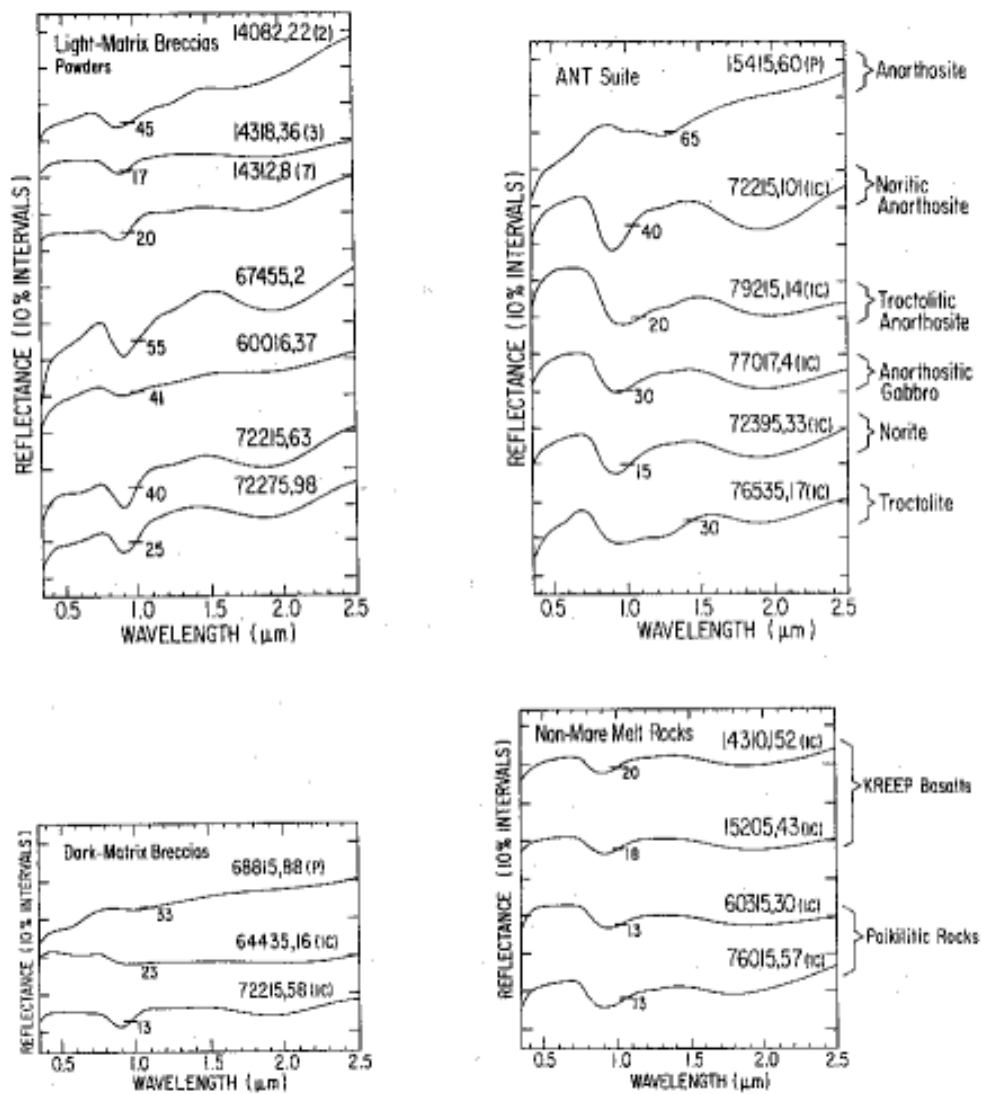 Light-Matrix Breccias
Powders
14082,22(2)
45
14318,36(3)
17
14312,8(7)
20
67455,2
55
60016,37
41
72215,63
40
72275,98
25
REFLECTANCE (10% INTERVALS)
0.5 1.0 1.5 2.0 2.5
WAVELENGTH (μm)
ANT Suite
15415,60(P)
Anorthosite
65
72215,101(IC)
Noritic
Anorthosite
40
79215,14(IC)
Troctolitic
Anorthosite
20
77017,4(IC)
Anorthositic
Gabbro
30
72395,33(IC)
Norite
15
76535,17(IC)
Troctolite
30
REFLECTANCE (10% INTERVALS)
0.5 1.0 1.5 2.0 2.5
WAVELENGTH (μm)
Dark-Matrix Breccias
68815,88(P)
33
64435,16(IC)
23
72215,58(IC)
13
REFLECTANCE (10% INTERVALS)
0.5 1.0 1.5 2.0 2.5
WAVELENGTH (μm)
Non-Mare Melt Rocks
14310,152(IC)
20
KREEP Basalts
15205,43(IC)
18
60315,30(IC)
13
Poikilitic Rocks
76015,57(IC)
13
REFLECTANCE (10% INTERVALS)
0.5 1.0 1.5 2.0 2.5
WAVELENGTH (μm)